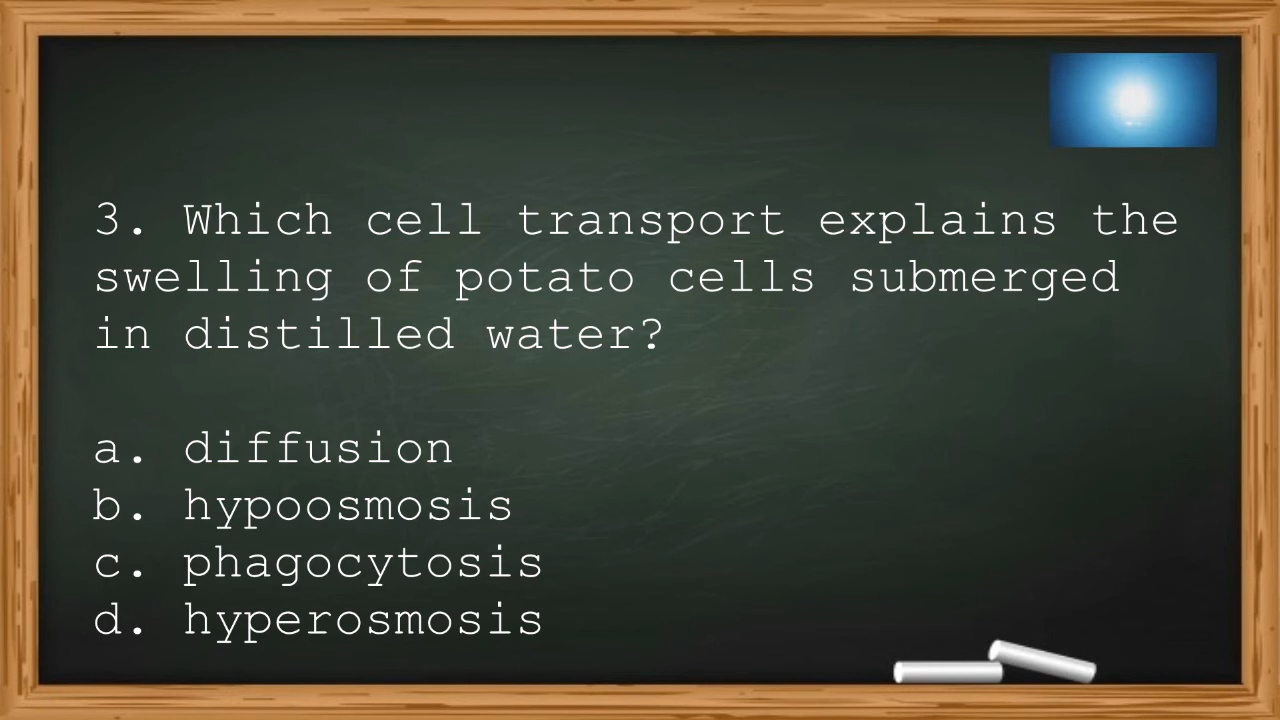 3. Which cell transport explains the
swelling of potato cells submerged
in distilled water?
a. diffusion
b. hypoosmosis
c. phagocytosis
d. hyperosmosis